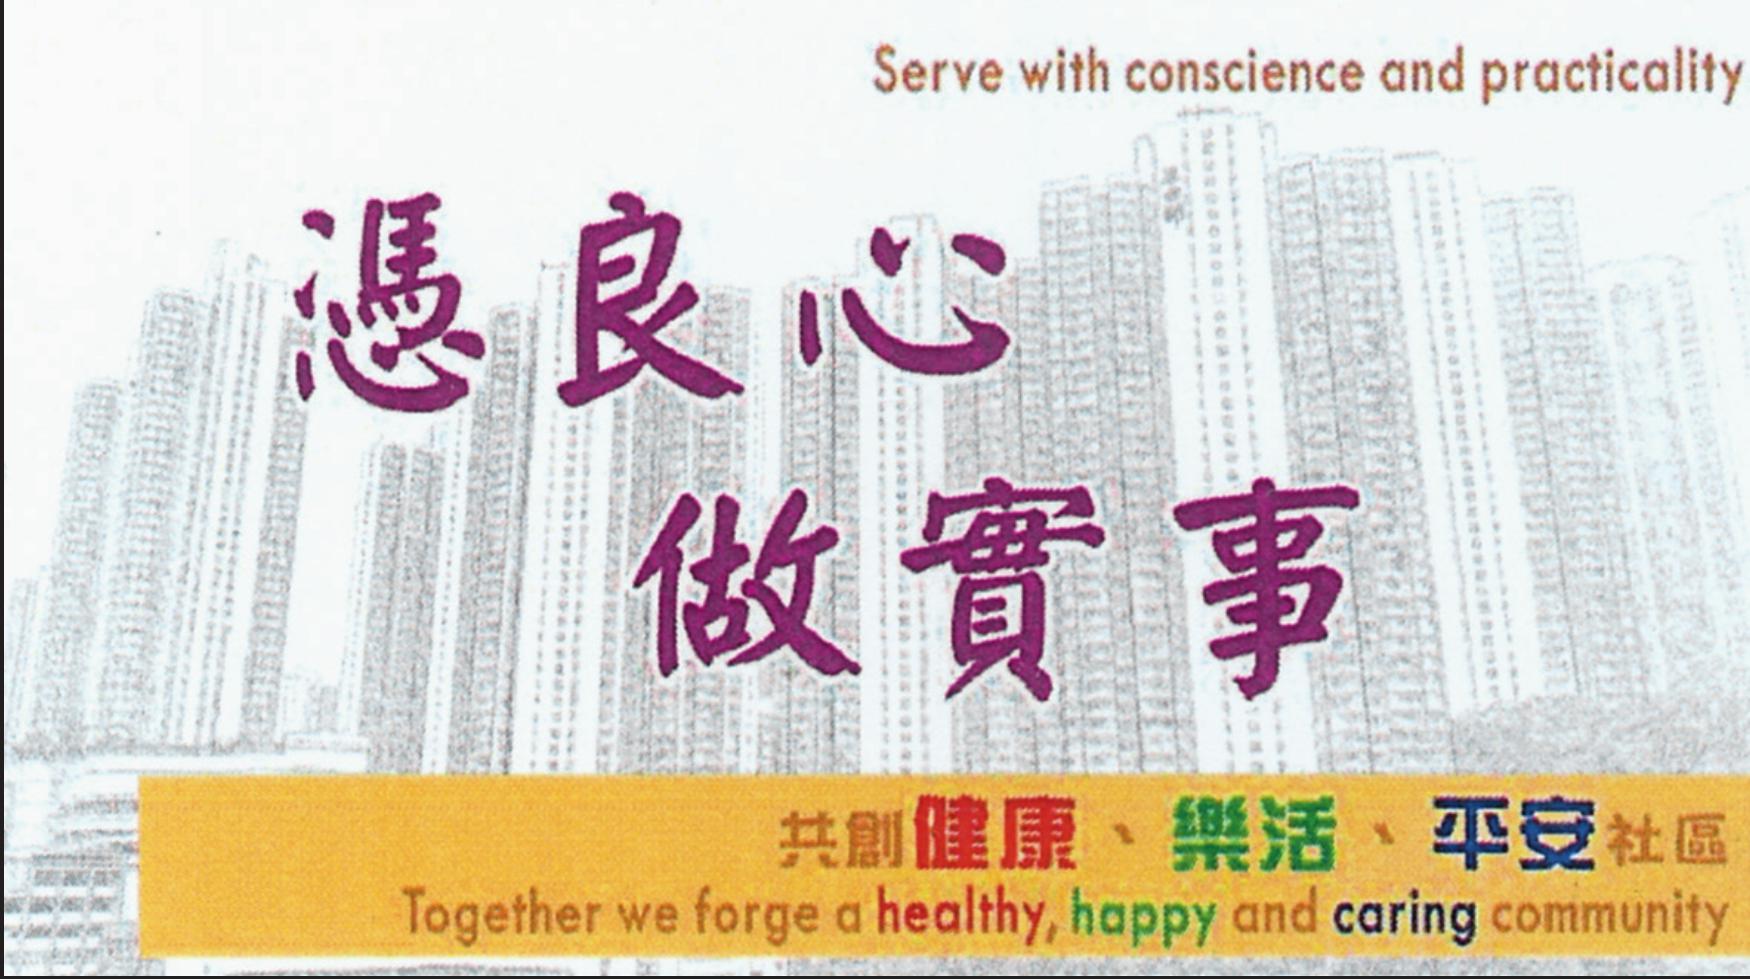 Serve with conscience and practicality
憑良心
做實事
共創健康、樂活、平安社區
Together we forge a healthy, happy and caring community